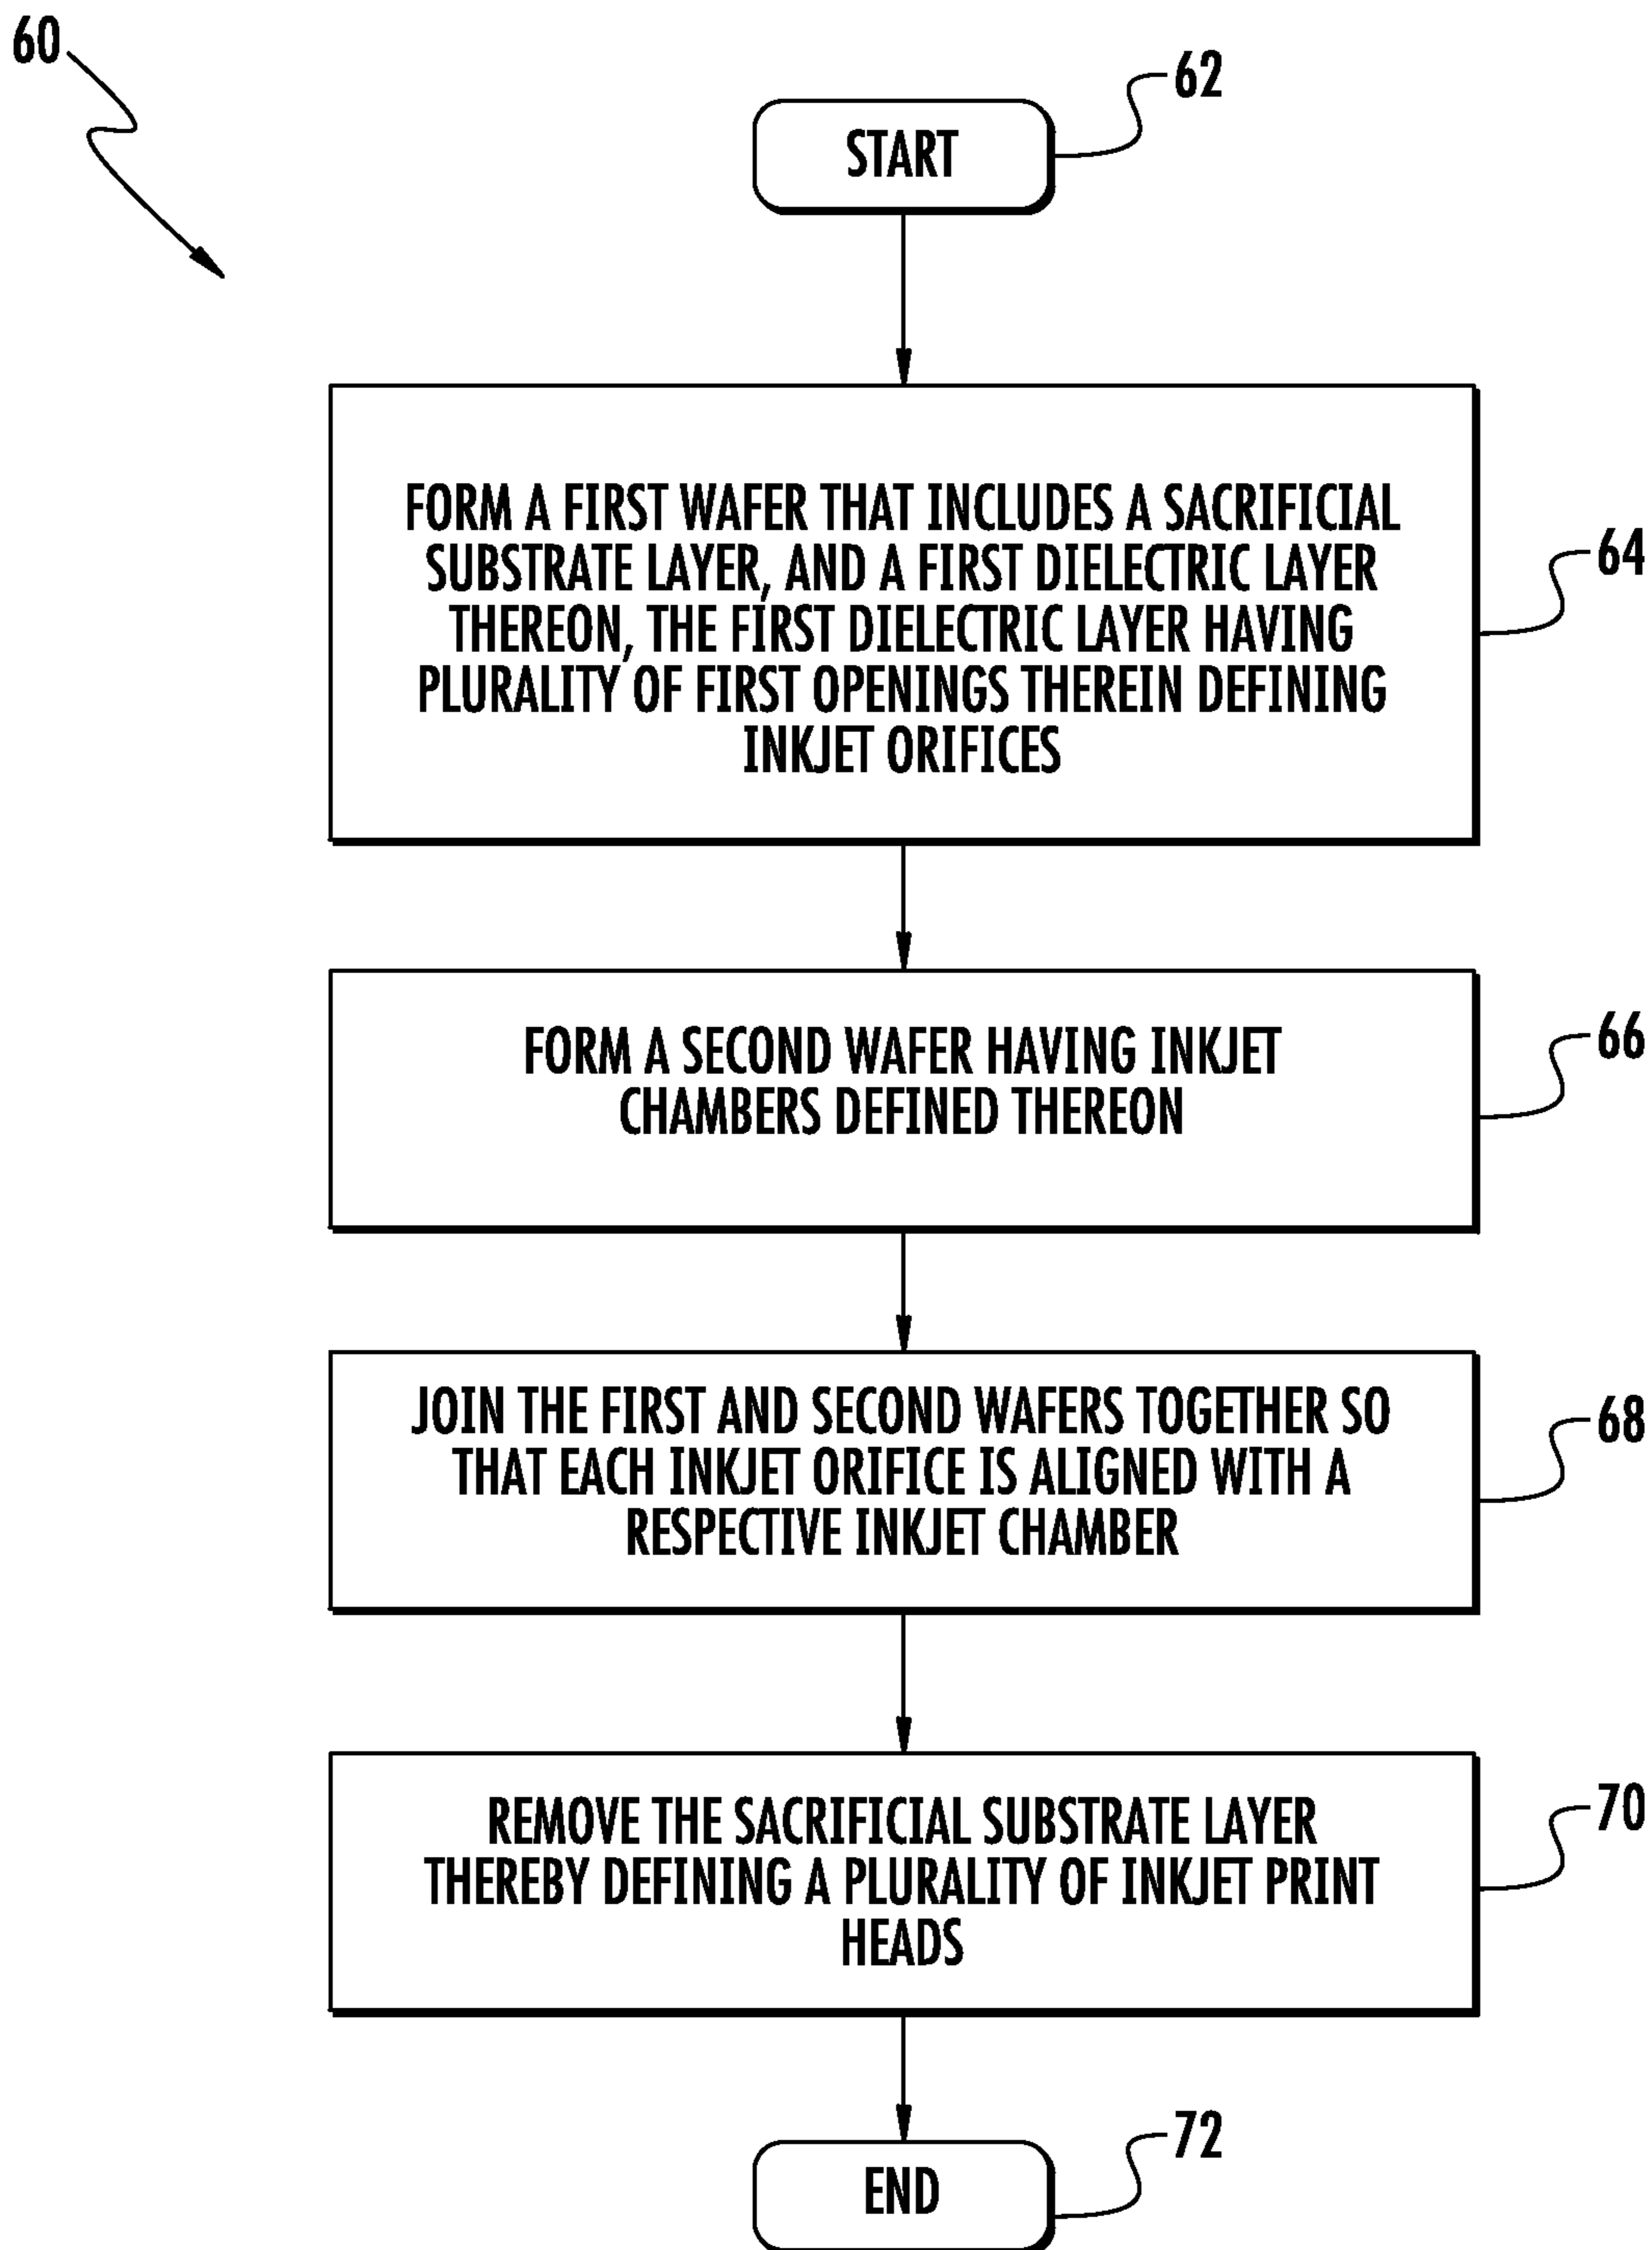 60
62
START
FORM A FIRST WAFER THAT INCLUDES A SACRIFICIAL
SUBSTRATE LAYER, AND A FIRST DIELECTRIC LAYER
THEREON, THE FIRST DIELECTRIC LAYER HAVING
PLURALITY OF FIRST OPENINGS THEREIN DEFINING
INKJET ORIFICES
64
FORM A SECOND WAFER HAVING INKJET
CHAMBERS DEFINED THEREON
66
JOIN THE FIRST AND SECOND WAFERS TOGETHER SO
THAT EACH INKJET ORIFICE IS ALIGNED WITH A
RESPECTIVE INKJET CHAMBER
68
REMOVE THE SACRIFICIAL SUBSTRATE LAYER
THEREBY DEFINING A PLURALITY OF INKJET PRINT
HEADS
70
72
END